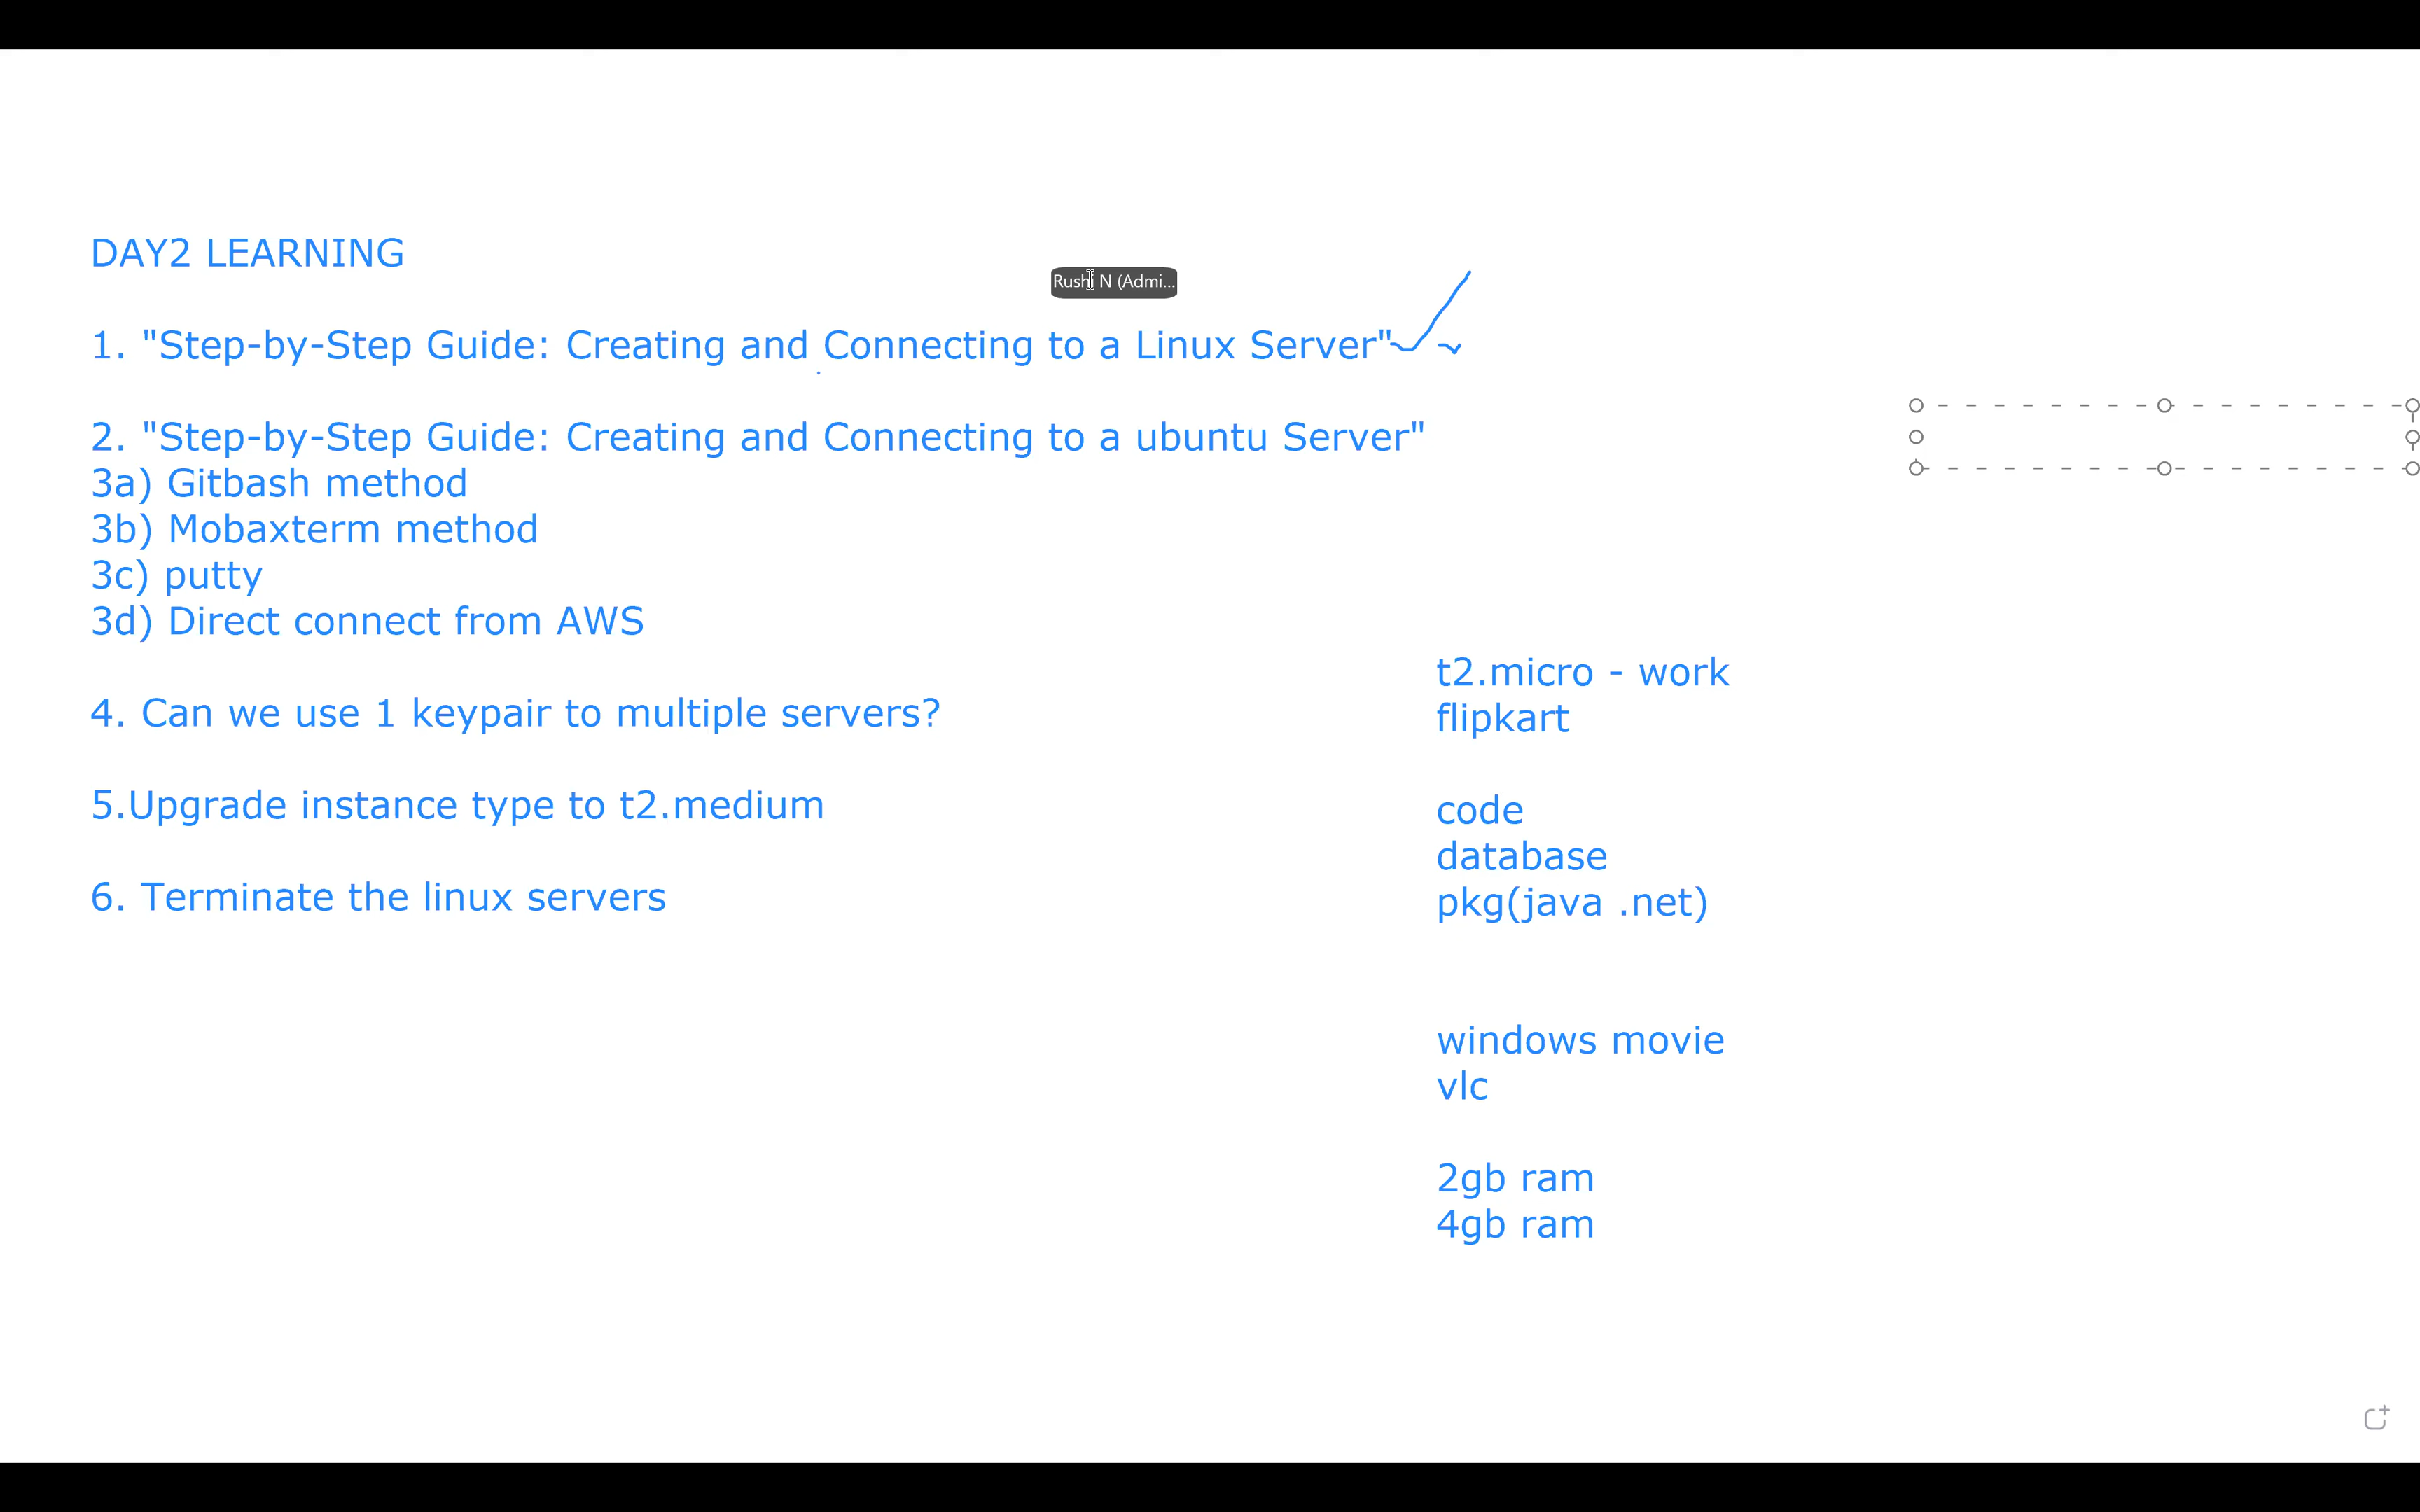 DAY2 LEARNING
Rushi N (Admi...
1. "Step-by-Step Guide: Creating and Connecting to a Linux Server"
2. "Step-by-Step Guide: Creating and Connecting to a ubuntu Server"
3a) Gitbash method
3b) Mobaxterm method
3c) putty
3d) Direct connect from AWS
4. Can we use 1 keypair to multiple servers?
5.Upgrade instance type to t2.medium
6. Terminate the linux servers
t2.micro - work
flipkart
code
database
pkg(java .net)
windows movie
vlc
2gb ram
4gb ram